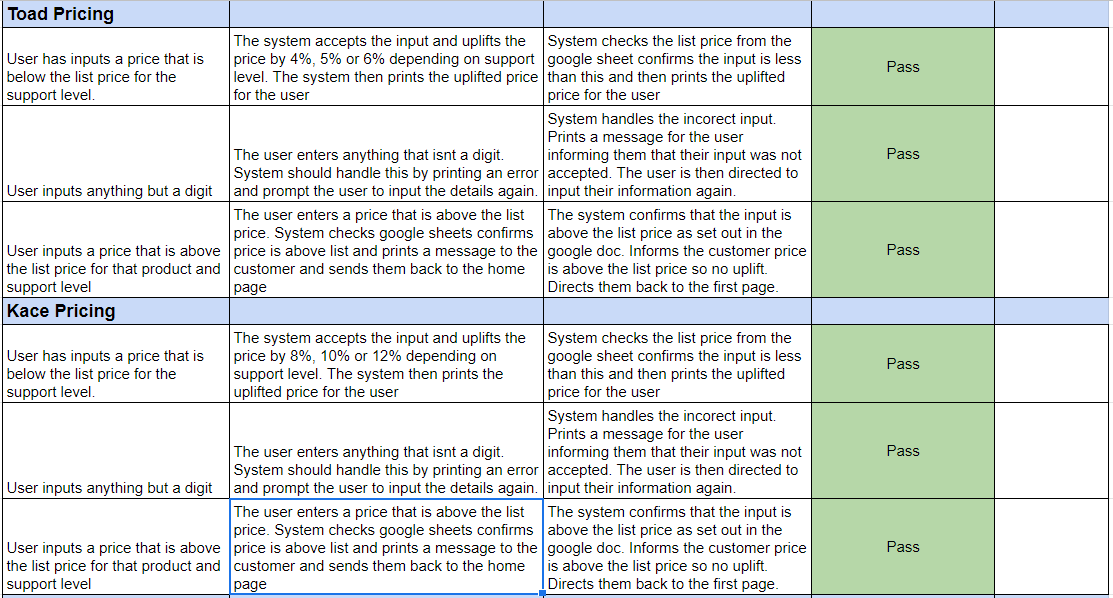 Toad Pricing
User has inputs a price that is
below the list price for the
support level.
The system accepts the input and uplifts the
price by 4%, 5% or 6% depending on support
level. The system then prints the uplifted price
for the user
System checks the list price from the
google sheet confirms the input is less
than this and then prints the uplifted
price for the user
Pass
User inputs anything but a digit
The user enters anything that isnt a digit.
System should handle this by printing an error
and prompt the user to input the details again.
System handles the incorect input.
Prints a message for the user
informing them that their input was not
accepted. The user is then directed to
input their information again.
Pass
User inputs a price that is above
the list price for that product and
support level
The user enters a price that is above the list
price. System checks google sheets confirms
price is above list and prints a message to the
customer and sends them back to the home
page
The system confirms that the input is
above the list price as set out in the
google doc. Informs the customer price
is above the list price so no uplift.
Directs them back to the first page.
Pass
Kace Pricing
User has inputs a price that is
below the list price for the
support level.
The system accepts the input and uplifts the
price by 8%, 10% or 12% depending on
support level. The system then prints the
uplifted price for the user
System checks the list price from the
google sheet confirms the input is less
than this and then prints the uplifted
price for the user
Pass
User inputs anything but a digit
The user enters anything that isnt a digit.
System should handle this by printing an error
and prompt the user to input the details again.
System handles the incorect input.
Prints a message for the user
informing them that their input was not
accepted. The user is then directed to
input their information again.
Pass
User inputs a price that is above
the list price for that product and
support level
The user enters a price that is above the list
price. System checks google sheets confirms
price is above list and prints a message to the
customer and sends them back to the home
page
The system confirms that the input is
above the list price as set out in the
google doc. Informs the customer price
is above the list price so no uplift.
Directs them back to the first page.
Pass